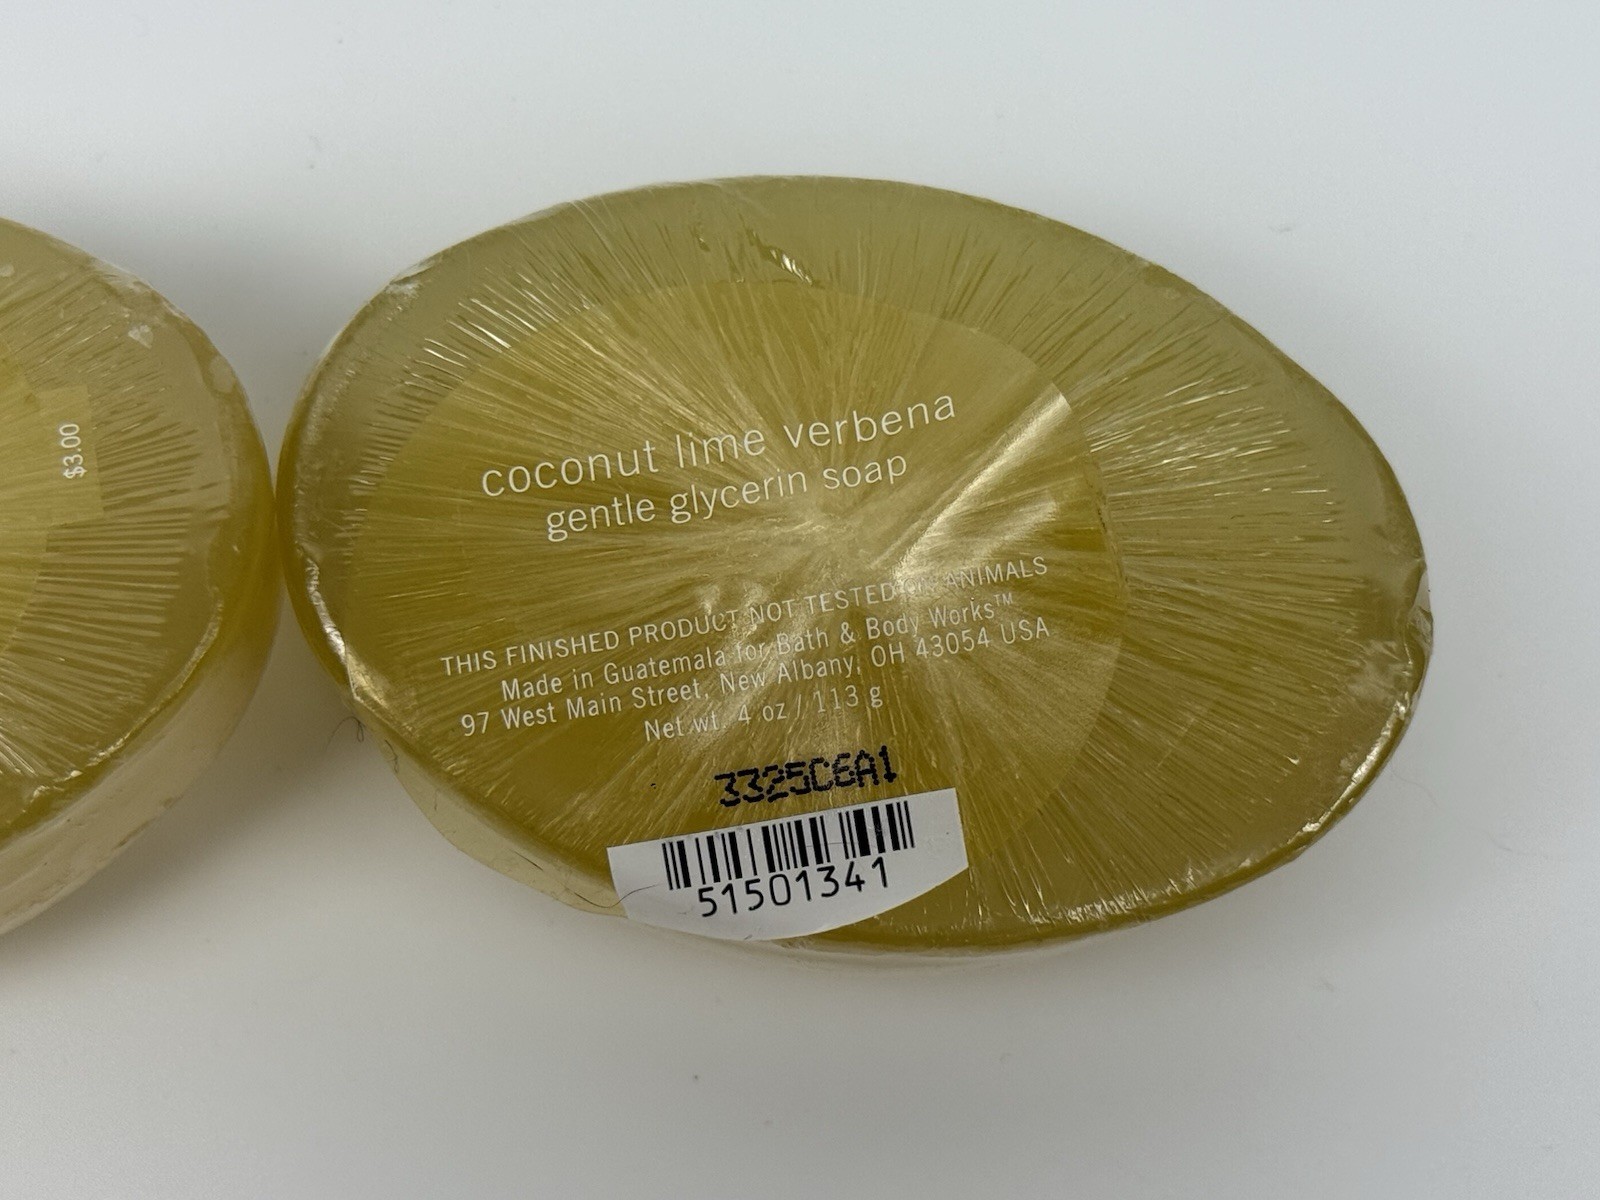 $3.00
coconut lime verbena
gentle glycerin soap
THIS FINISHED PRODUCT NOT TESTED ON ANIMALS
Made in Guatemala for Bath & Body Works™
97 West Main Street, New Albany, OH 43054 USA
Net wt. 4 oz / 113 g
3325C6A1
51501341